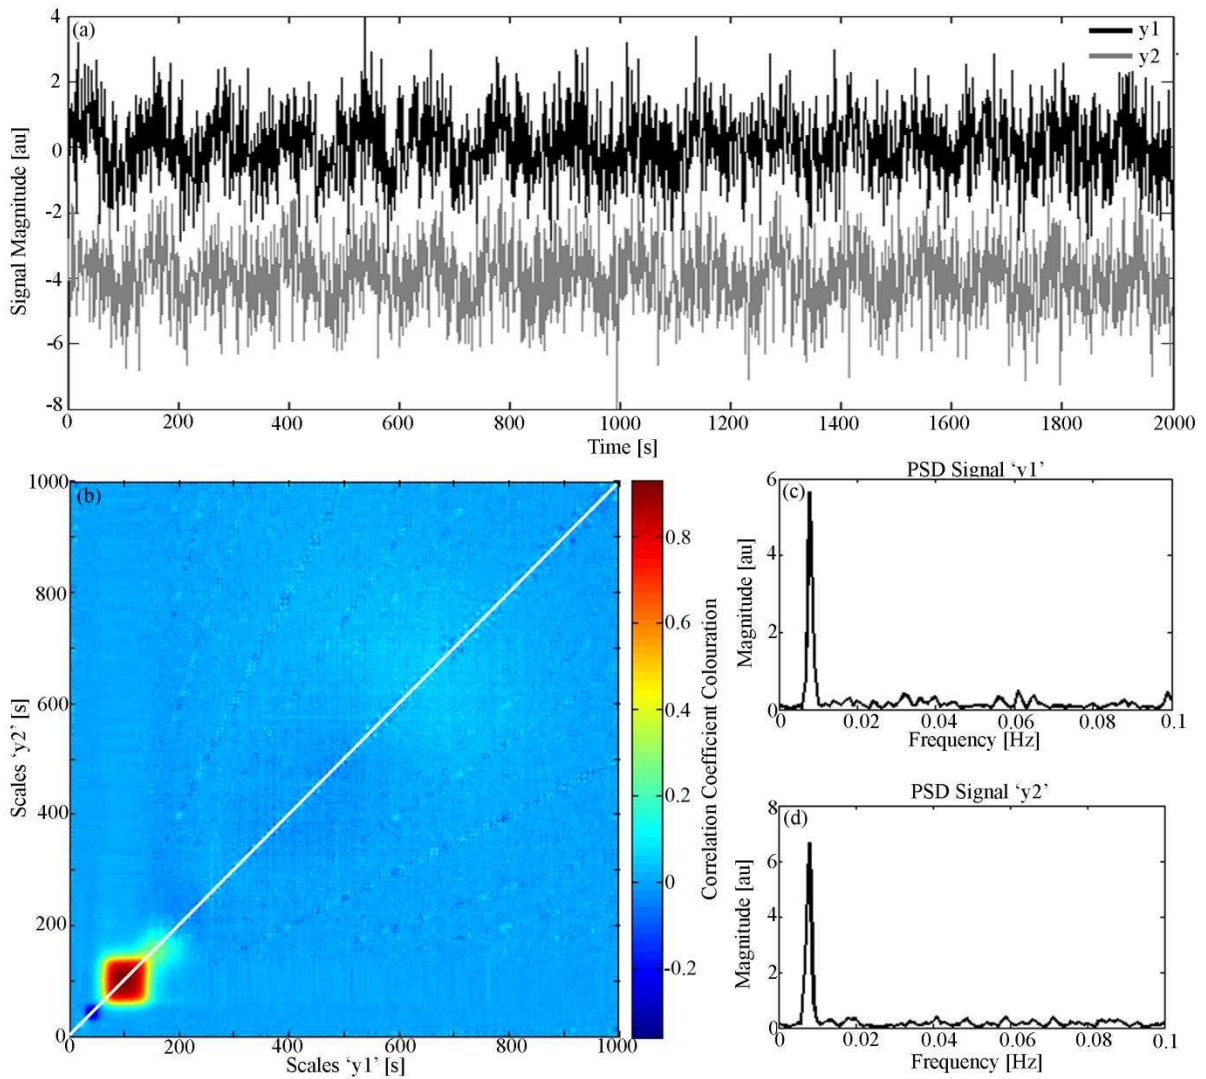 (a)
y1
y2
4
2
0
-2
-4
-6
-8
Signal Magnitude [au]
0 200 400 600 800 1000 1200 1400 1600 1800 2000
Time [s]
(b)
1000
800
600
400
200
0
Scales ‘y2’ [s]
0 200 400 600 800 1000
Scales ‘y1’ [s]
0.8
0.6
0.4
0.2
0
-0.2
Correlation Coefficient Colouration
PSD Signal ‘y1’
(c)
6
4
2
0
Magnitude [au]
0 0.02 0.04 0.06 0.08 0.1
Frequency [Hz]
PSD Signal ‘y2’
(d)
8
6
4
2
0
Magnitude [au]
0 0.02 0.04 0.06 0.08 0.1
Frequency [Hz]